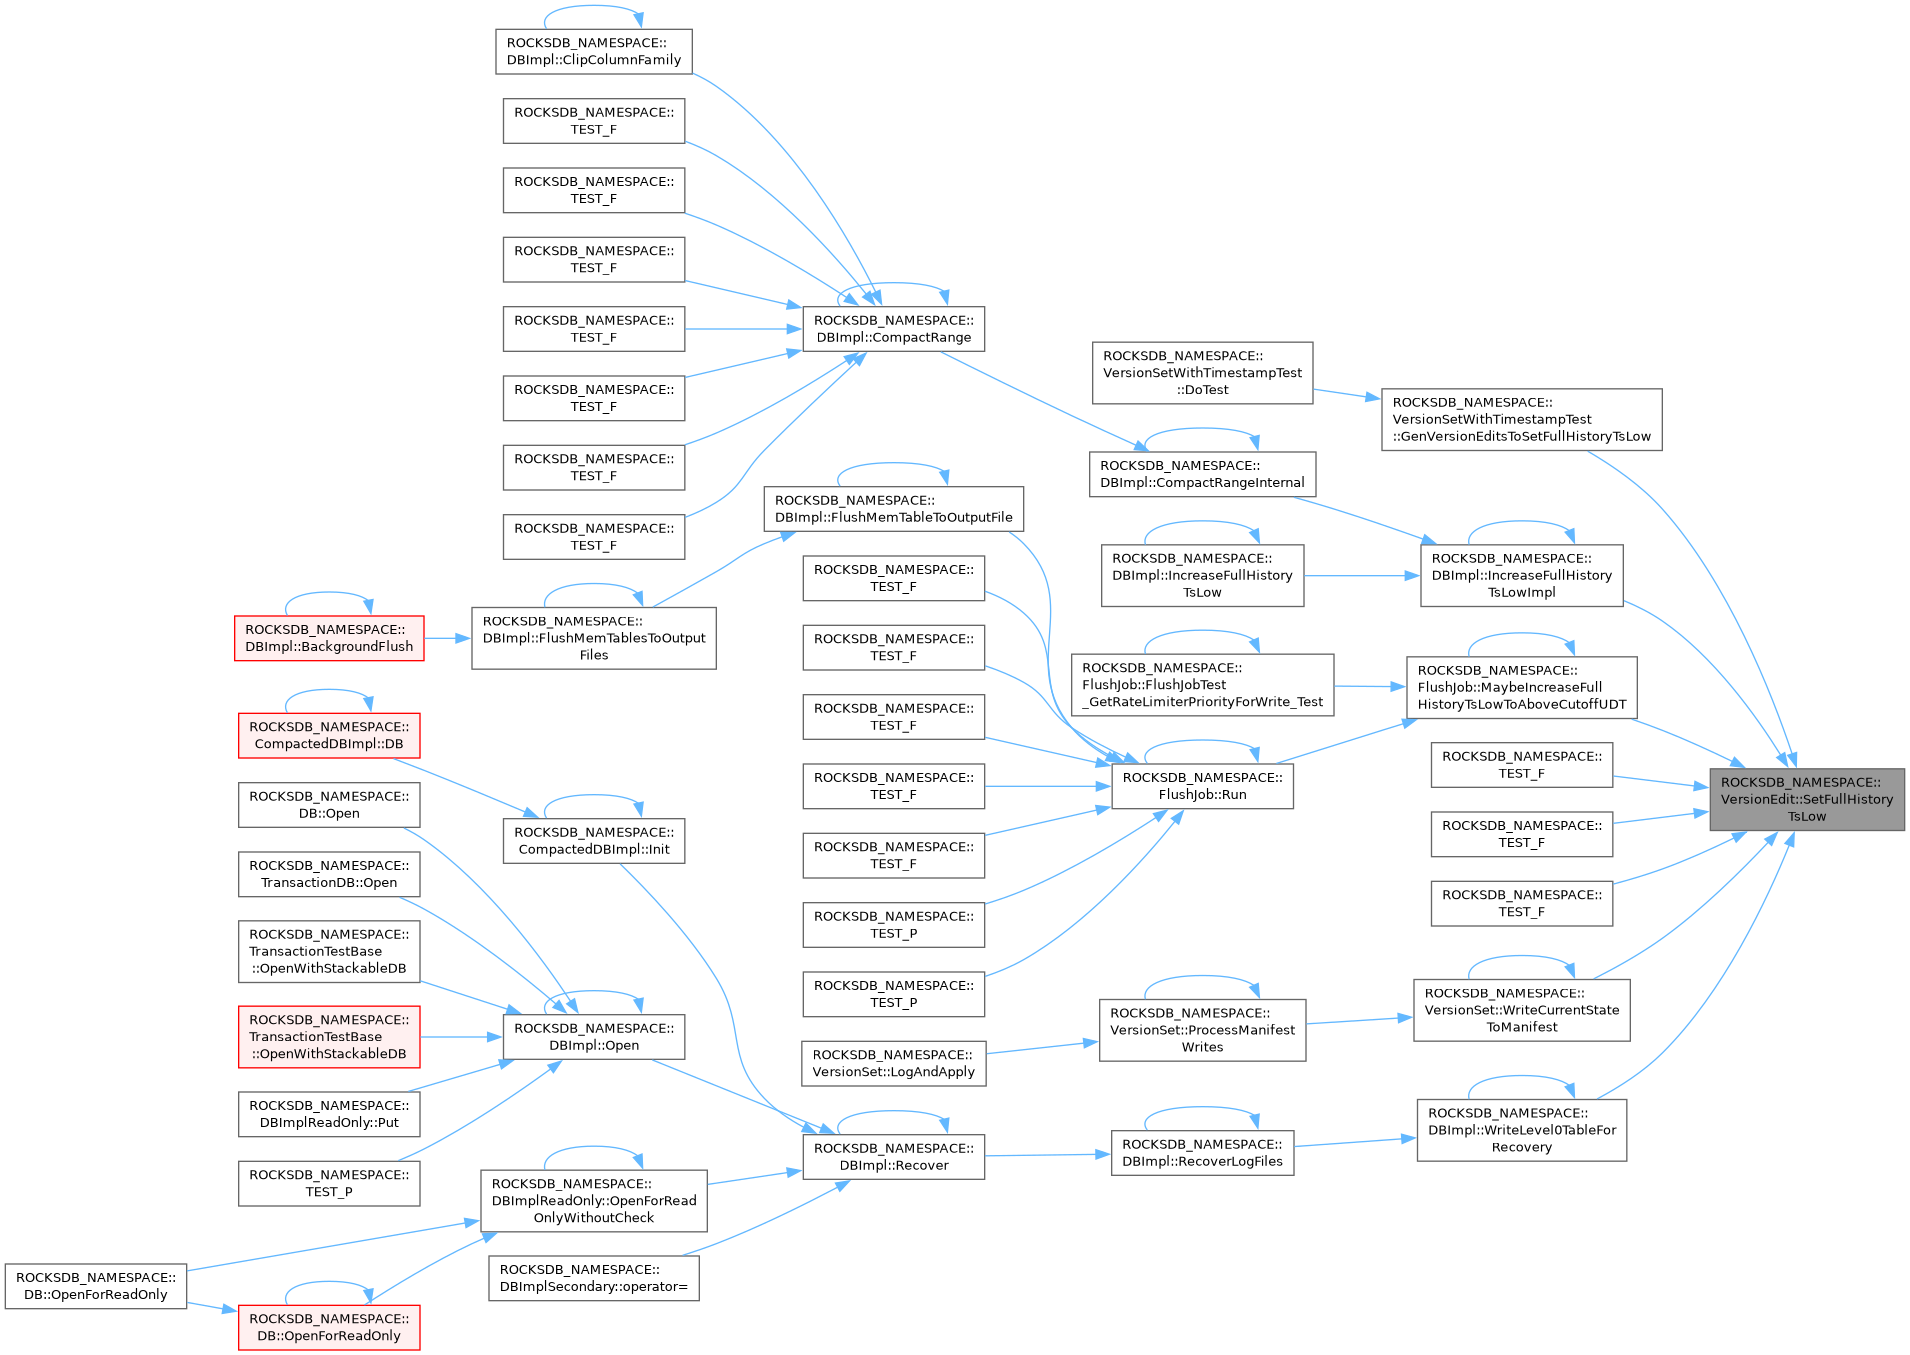 ROCKSDB_NAMESPACE::
DBImpl::ClipColumnFamily
ROCKSDB_NAMESPACE::
TEST_F
ROCKSDB_NAMESPACE::
TEST_F
ROCKSDB_NAMESPACE::
TEST_F
ROCKSDB_NAMESPACE::
TEST_F
ROCKSDB_NAMESPACE::
TEST_F
ROCKSDB_NAMESPACE::
TEST_F
ROCKSDB_NAMESPACE::
TEST_F
ROCKSDB_NAMESPACE::
DBImpl::CompactRange
ROCKSDB_NAMESPACE::
VersionSetWithTimestampTest
::DoTest
ROCKSDB_NAMESPACE::
VersionSetWithTimestampTest
::GenVersionEditsToSetFullHistoryTsLow
ROCKSDB_NAMESPACE::
DBImpl::CompactRangeInternal
ROCKSDB_NAMESPACE::
DBImpl::FlushMemTableToOutputFile
ROCKSDB_NAMESPACE::
DBImpl::IncreaseFullHistory
TsLow
ROCKSDB_NAMESPACE::
DBImpl::IncreaseFullHistory
TsLowImpl
ROCKSDB_NAMESPACE::
DBImpl::BackgroundFlush
ROCKSDB_NAMESPACE::
DBImpl::FlushMemTablesToOutput
Files
ROCKSDB_NAMESPACE::
TEST_F
ROCKSDB_NAMESPACE::
TEST_F
ROCKSDB_NAMESPACE::
TEST_F
ROCKSDB_NAMESPACE::
TEST_F
ROCKSDB_NAMESPACE::
TEST_F
ROCKSDB_NAMESPACE::
TEST_P
ROCKSDB_NAMESPACE::
TEST_P
ROCKSDB_NAMESPACE::
FlushJob::FlushJobTest
_GetRateLimiterPriorityForWrite_Test
ROCKSDB_NAMESPACE::
FlushJob::MaybeIncreaseFull
HistoryTsLowToAboveCutoffUDT
ROCKSDB_NAMESPACE::
FlushJob::Run
ROCKSDB_NAMESPACE::
TEST_F
ROCKSDB_NAMESPACE::
TEST_F
ROCKSDB_NAMESPACE::
TEST_F
ROCKSDB_NAMESPACE::
VersionEdit::SetFullHistory
TsLow
ROCKSDB_NAMESPACE::
CompactedDBImpl::DB
ROCKSDB_NAMESPACE::
CompactedDBImpl::Init
ROCKSDB_NAMESPACE::
DB::Open
ROCKSDB_NAMESPACE::
TransactionDB::Open
ROCKSDB_NAMESPACE::
TransactionTestBase
::OpenWithStackableDB
ROCKSDB_NAMESPACE::
TransactionTestBase
::OpenWithStackableDB
ROCKSDB_NAMESPACE::
DBImplReadOnly::Put
ROCKSDB_NAMESPACE::
TEST_P
ROCKSDB_NAMESPACE::
DBImpl::Open
ROCKSDB_NAMESPACE::
VersionSet::LogAndApply
ROCKSDB_NAMESPACE::
VersionSet::ProcessManifest
Writes
ROCKSDB_NAMESPACE::
VersionSet::WriteCurrentState
ToManifest
ROCKSDB_NAMESPACE::
DBImpl::Recover
ROCKSDB_NAMESPACE::
DBImpl::RecoverLogFiles
ROCKSDB_NAMESPACE::
DBImpl::WriteLevel0TableFor
Recovery
ROCKSDB_NAMESPACE::
DBImplReadOnly::OpenForRead
OnlyWithoutCheck
ROCKSDB_NAMESPACE::
DBImplSecondary::operator=
ROCKSDB_NAMESPACE::
DB::OpenForReadOnly
ROCKSDB_NAMESPACE::
DB::OpenForReadOnly